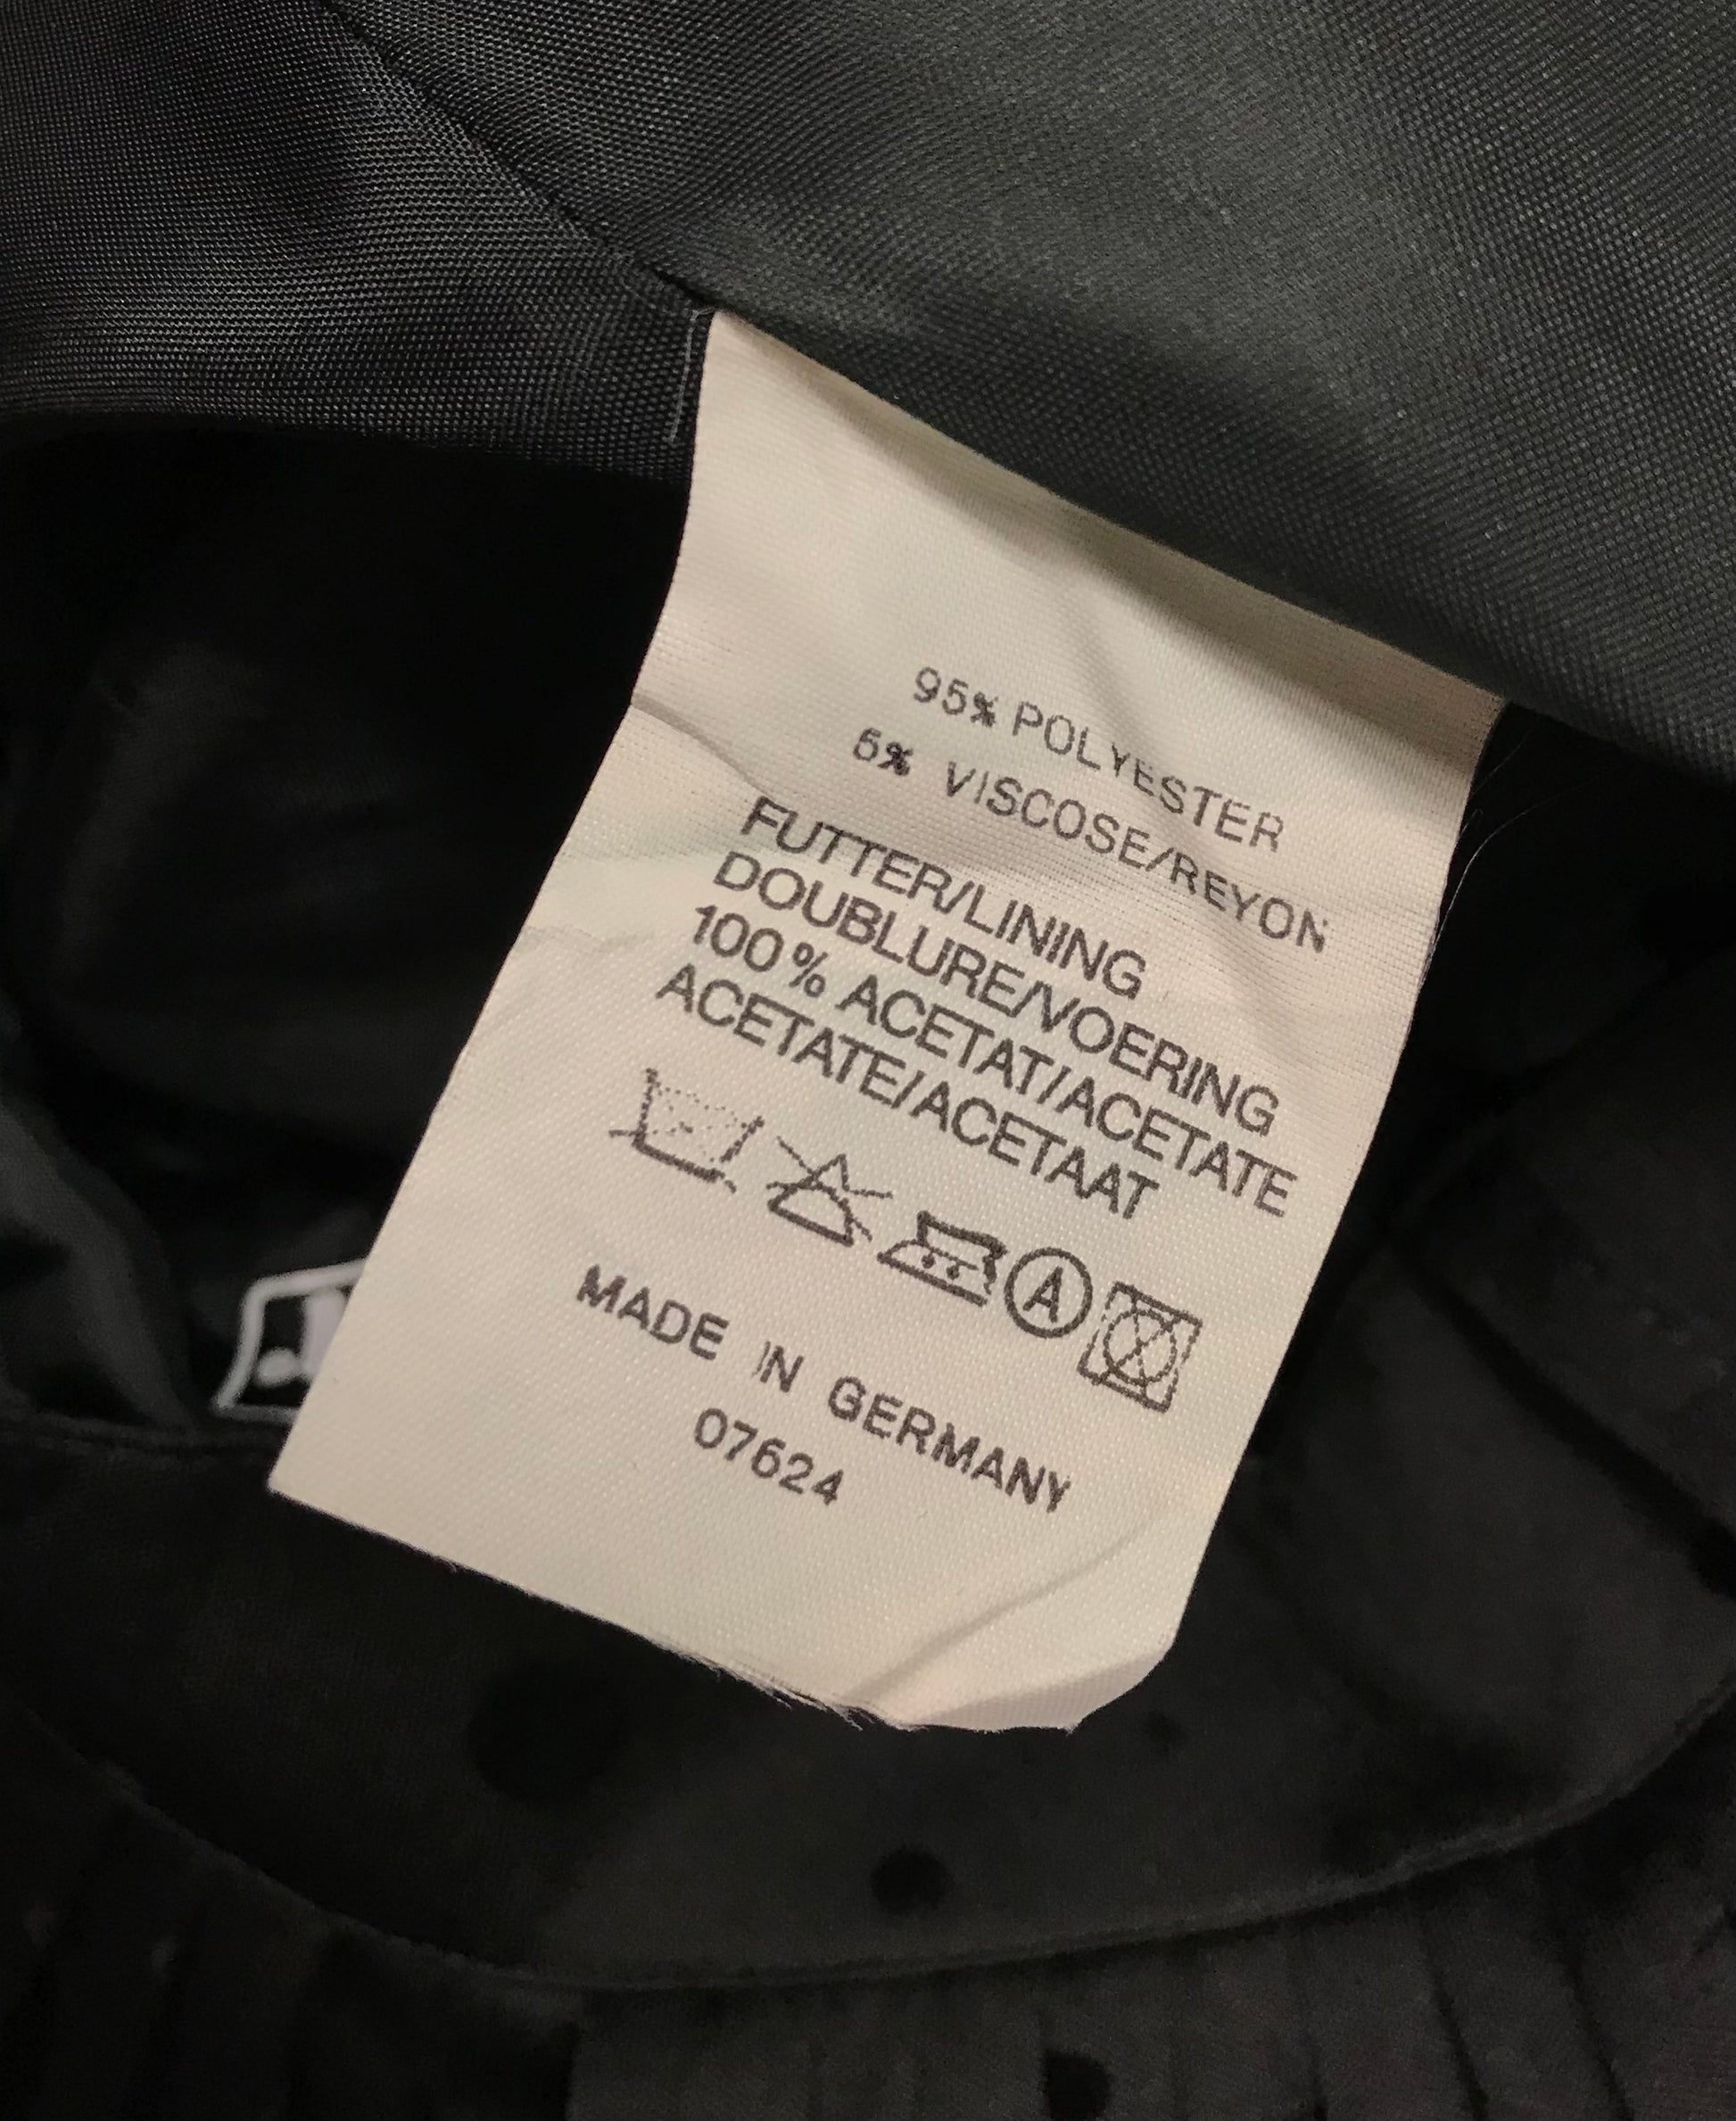 95% POLYESTER
5% VISCOSE/REYON
FUTTER/LINING
DOUBLURE/VOERING
100% ACETAT/ACETATE
ACETATE/ACETAAT
A
MADE IN GERMANY
07624